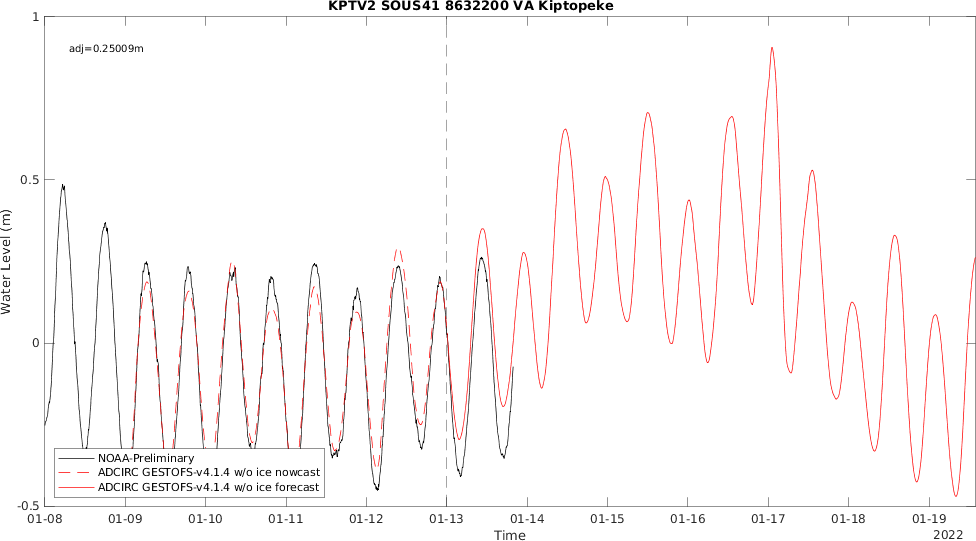 KPTV2 SOUS41 8632200 VA Kiptopeke
adj=0.25009m
Water Level (m)
1
0.5
0
-0.5
NOAA-Preliminary
ADCIRC GESTOFS-v4.1.4 w/o ice nowcast
ADCIRC GESTOFS-v4.1.4 w/o ice forecast
01-08 01-09 01-10 01-11 01-12 01-13 01-14 01-15 01-16 01-17 01-18 01-19
Time
2022